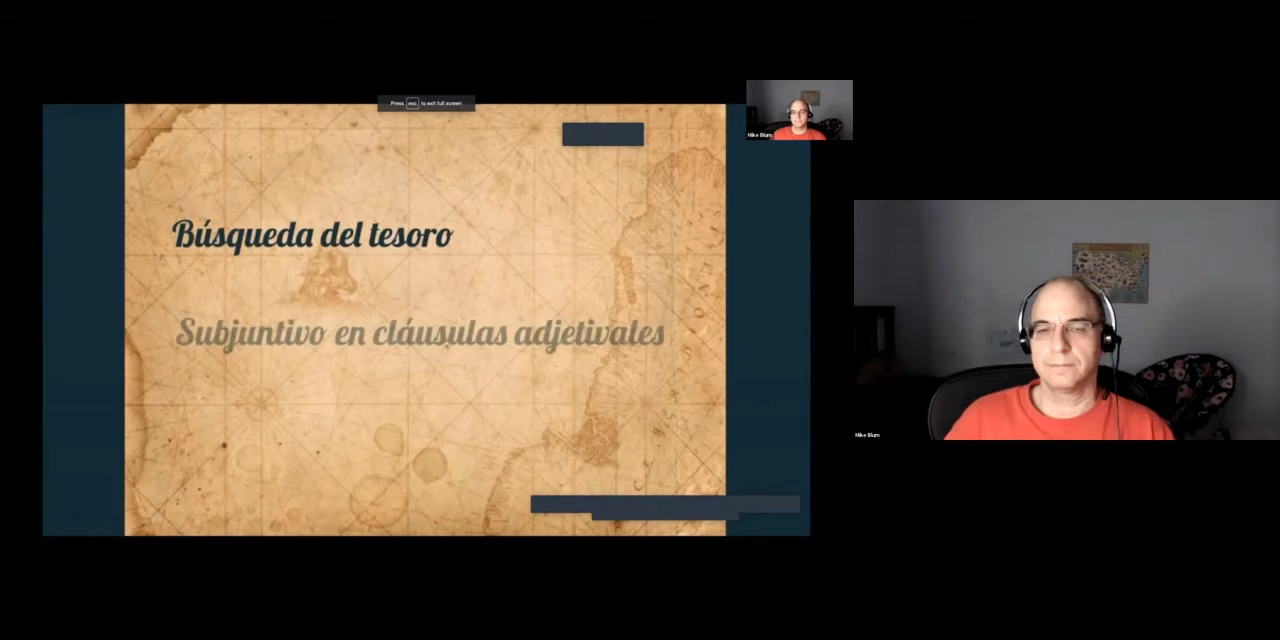 Press esc to exit full screen
Mike Blum
Búsqueda del tesoro
Subjuntivo en cláusulas adjetivales
Mike Blum